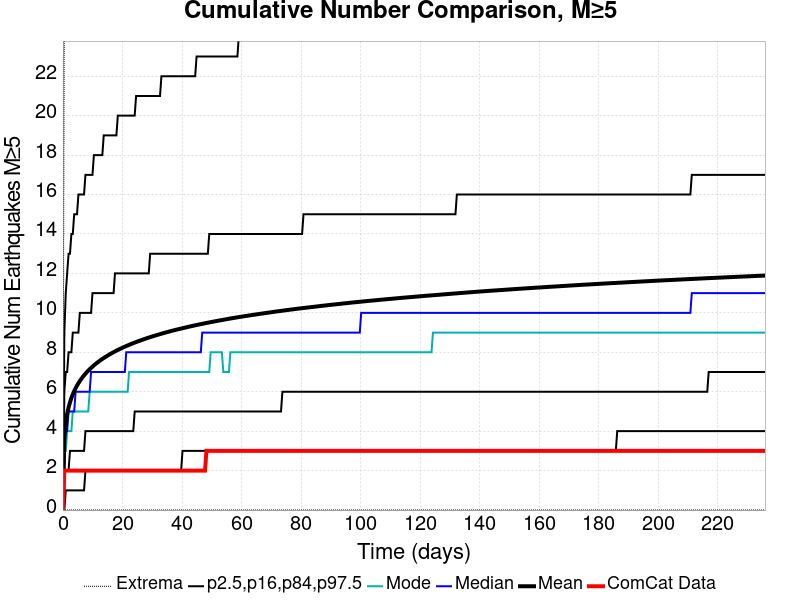 Cumulative Number Comparison, M≥5
Cumulative Num Earthquakes M≥5
22
20
18
16
14
12
10
8
6
4
2
0
0 20 40 60 80 100 120 140 160 180 200 220
Time (days)
Extrema p2.5,p16,p84,p97.5 Mode Median Mean ComCat Data